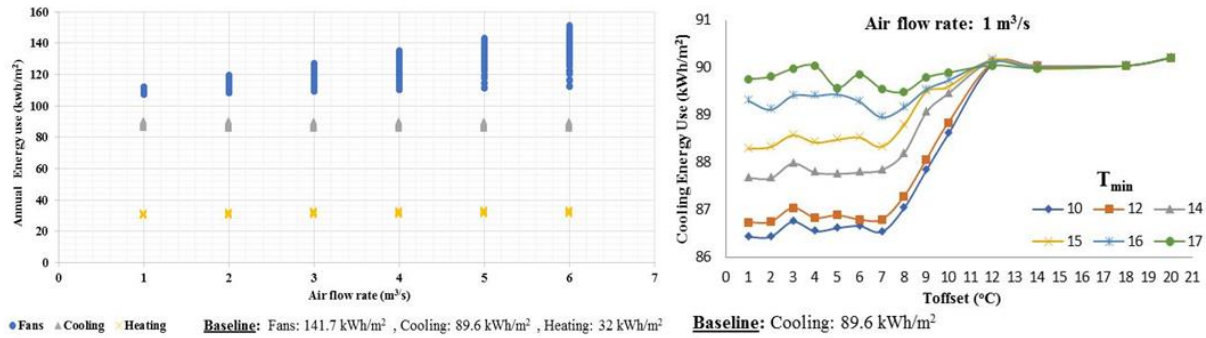 Annual Energy use (kwh/m²)
160
140
120
100
80
60
40
20
0
0 1 2 3 4 5 6 7
Air flow rate (m³/s)
Fans Cooling Heating
Baseline: Fans: 141.7 kWh/m² , Cooling: 89.6 kWh/m² , Heating: 32 kWh/m²
Air flow rate: 1 m³/s
Cooling Energy Use (kWh/m²)
91
90
89
88
87
86
Tmin
10 12 14
15 16 17
0 1 2 3 4 5 6 7 8 9 10 11 12 13 14 15 16 17 18 19 20 21
Toffset (°C)
Baseline: Cooling: 89.6 kWh/m²